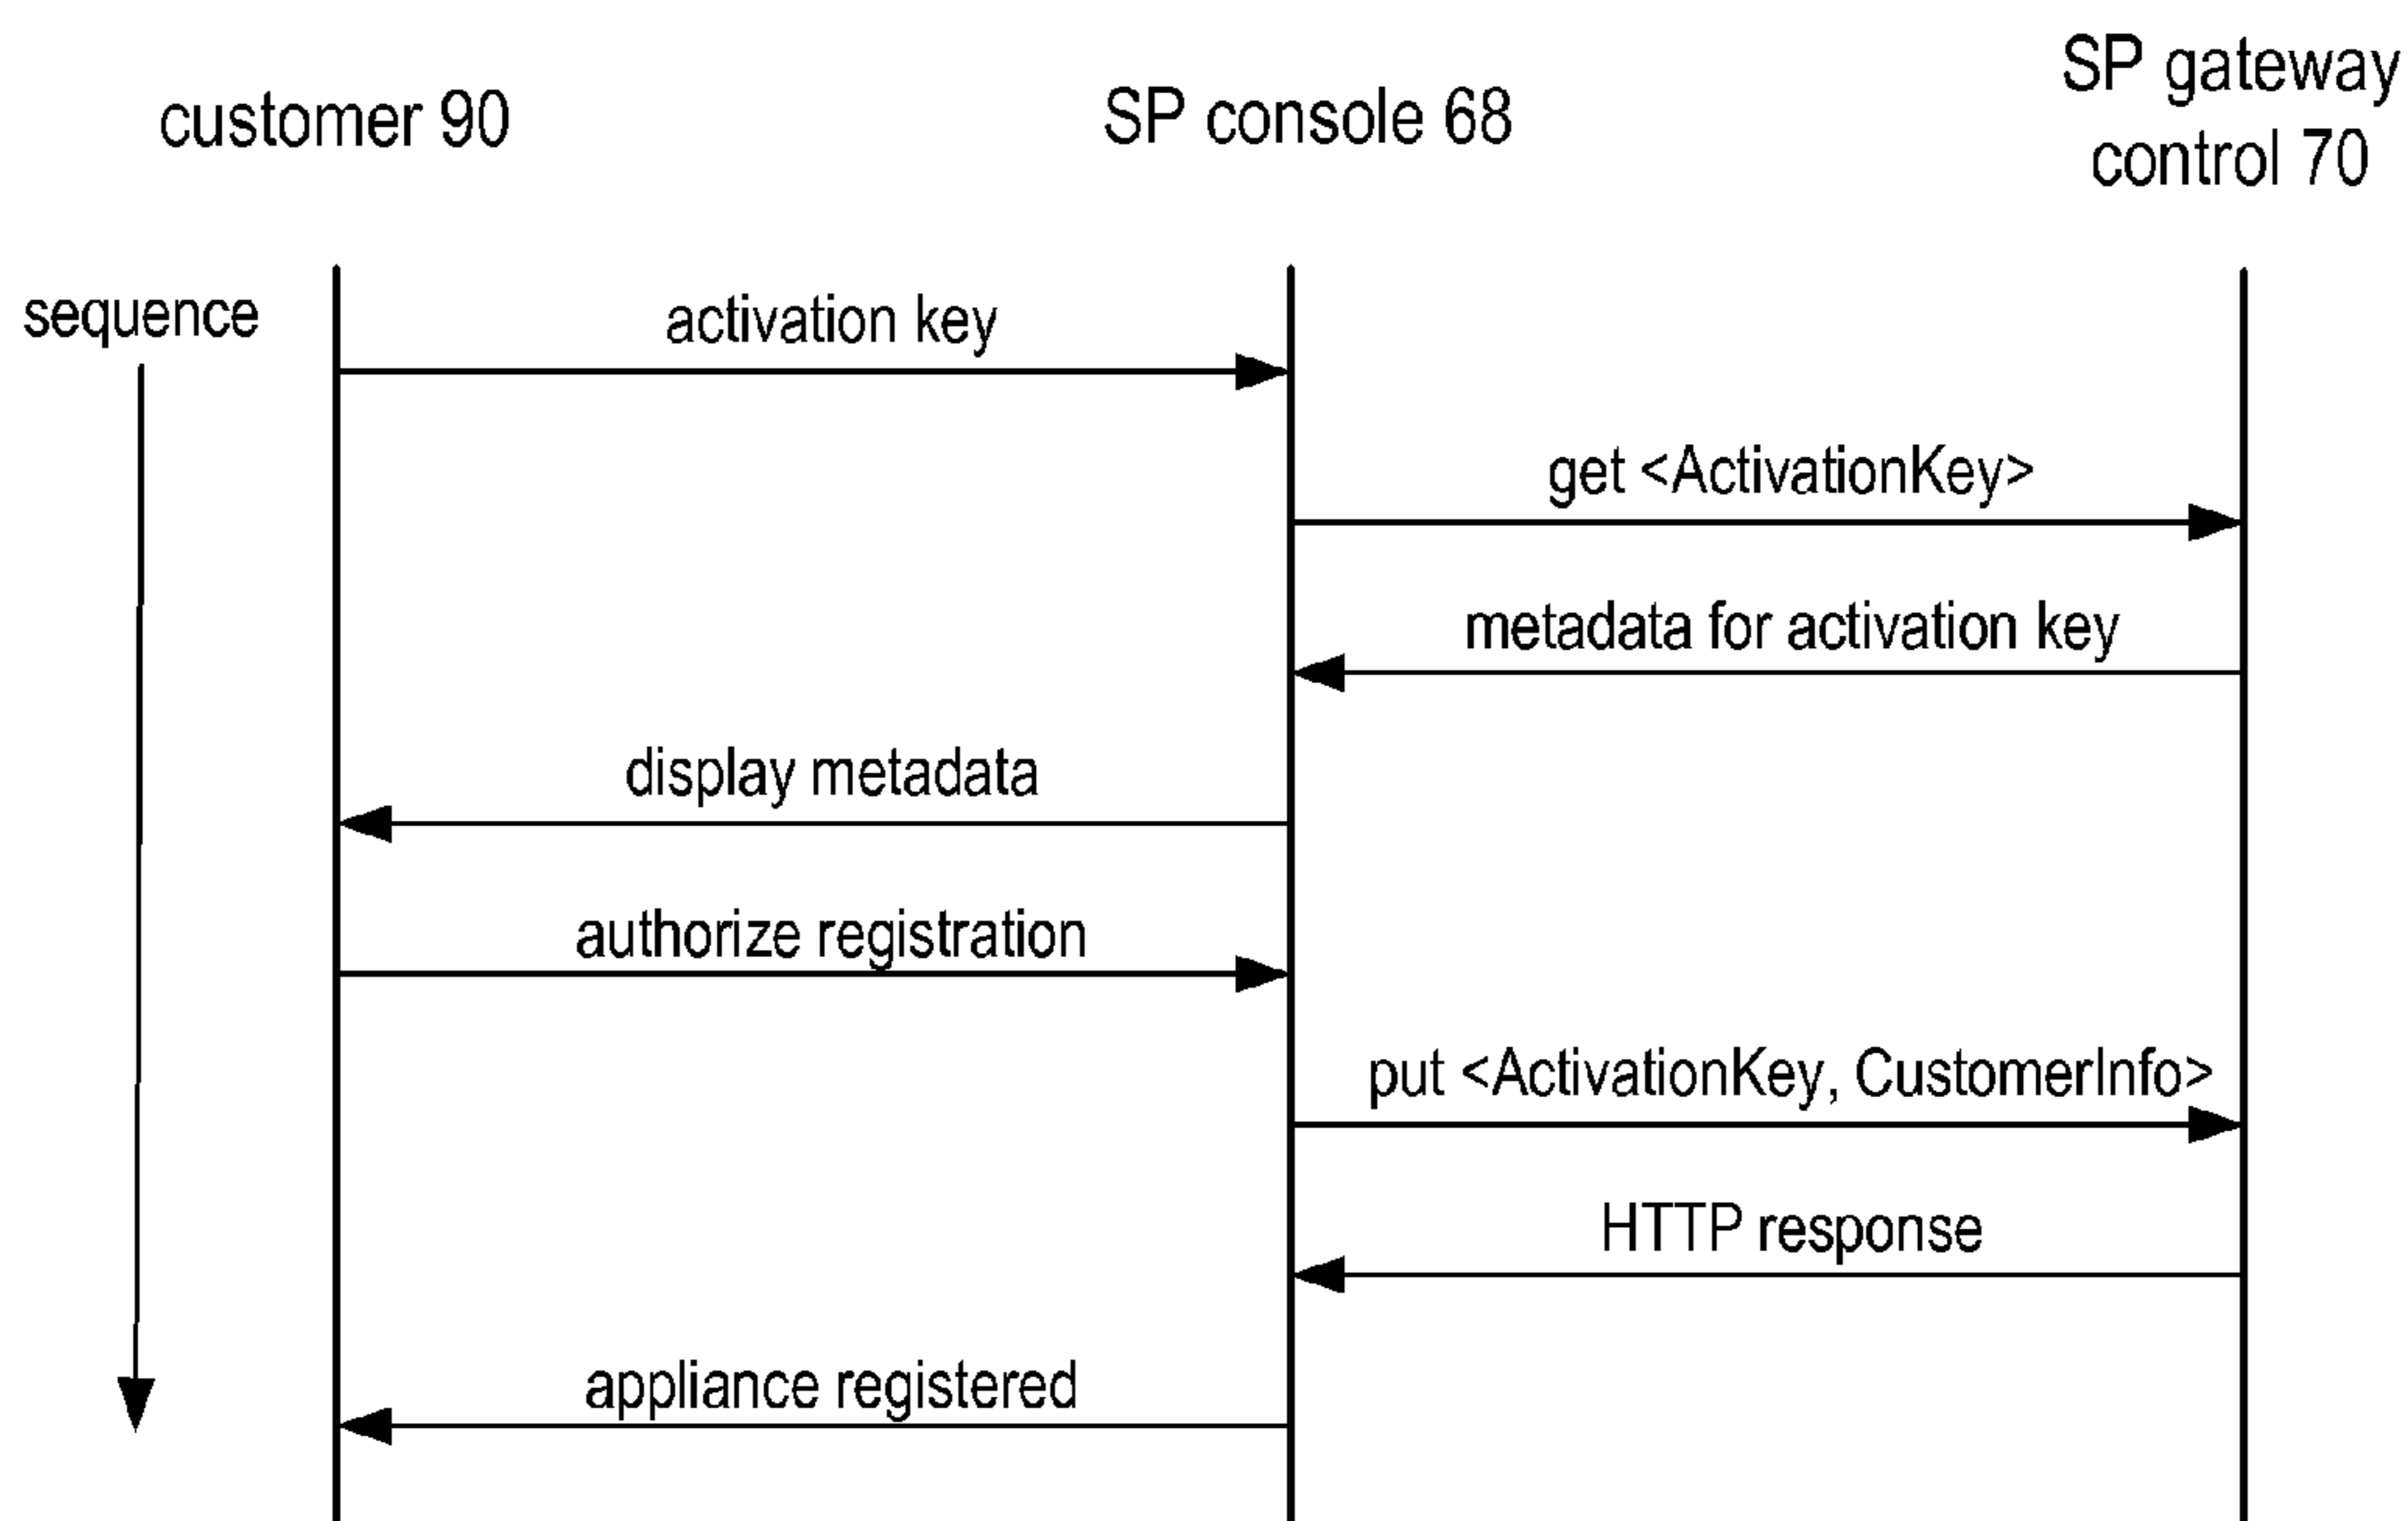 customer 90
SP console 68
SP gateway
control 70
sequence
activation key
get <ActivationKey>
metadata for activation key
display metadata
authorize registration
put <ActivationKey, CustomerInfo>
HTTP response
appliance registered